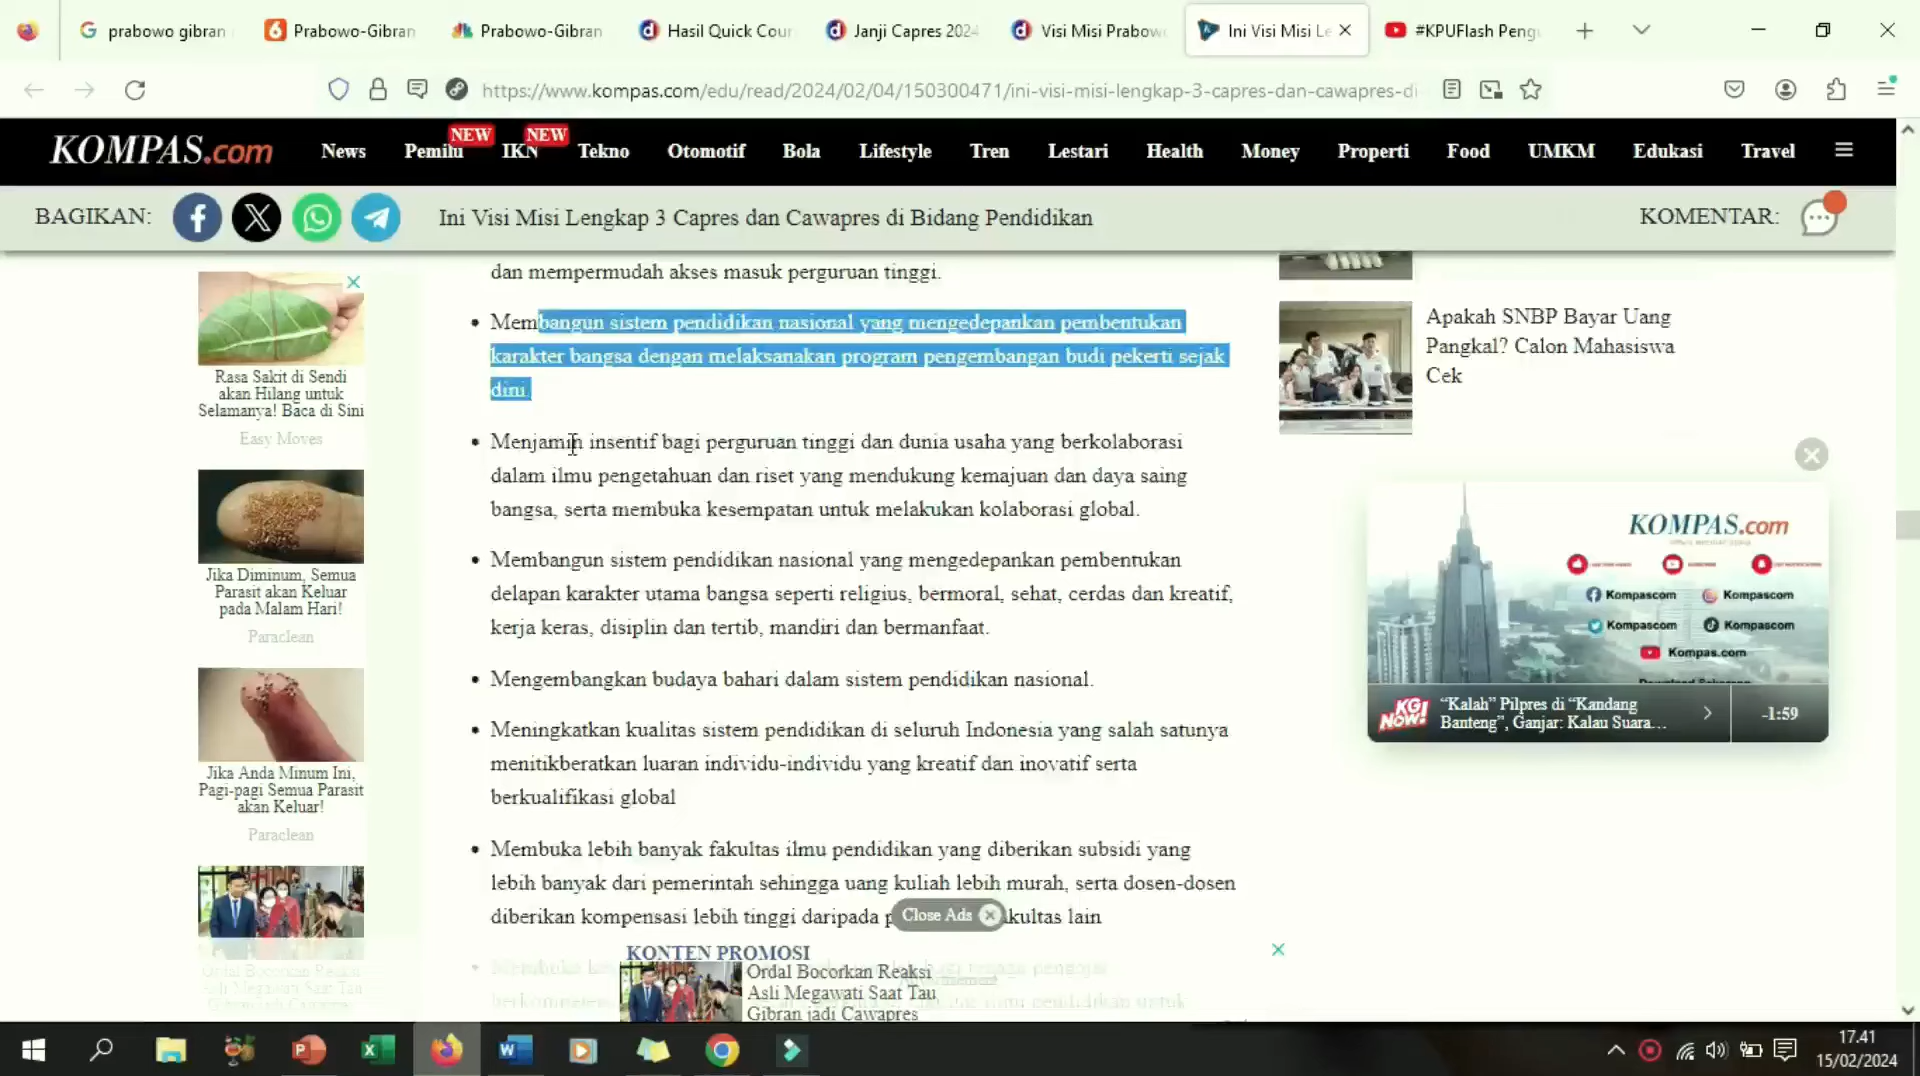 prabowo gibran
Prabowo-Gibran
Prabowo-Gibran
Hasil Quick Cour
Janji Capres 2024
Visi Misi Prabow
Ini Visi Misi Le
#KPUFlash Peng
https://www.kompas.com/edu/read/2024/02/04/150300471/ini-visi-misi-lengkap-3-capres-dan-cawapres-di
KOMPAS.com
NEW
NEW
News
Pemilu
IKN
Tekno
Otomotif
Bola
Lifestyle
Tren
Lestari
Health
Money
Properti
Food
UMKM
Edukasi
Travel
BAGIKAN:
Ini Visi Misi Lengkap 3 Capres dan Cawapres di Bidang Pendidikan
KOMENTAR:
dan mempermudah akses masuk perguruan tinggi.
Membangun sistem pendidikan nasional yang mengedepankan pembentukan
karakter bangsa dengan melaksanakan program pengembangan budi pekerti sejak
dini.
Menjamin insentif bagi perguruan tinggi dan dunia usaha yang berkolaborasi
dalam ilmu pengetahuan dan riset yang mendukung kemajuan dan daya saing
bangsa, serta membuka kesempatan untuk melakukan kolaborasi global.
Membangun sistem pendidikan nasional yang mengedepankan pembentukan
delapan karakter utama bangsa seperti religius, bermoral, sehat, cerdas dan kreatif,
kerja keras, disiplin dan tertib, mandiri dan bermanfaat.
Mengembangkan budaya bahari dalam sistem pendidikan nasional.
Meningkatkan kualitas sistem pendidikan di seluruh Indonesia yang salah satunya
menitikberatkan luaran individu-individu yang kreatif dan inovatif serta
berkualifikasi global
Membuka lebih banyak fakultas ilmu pendidikan yang diberikan subsidi yang
lebih banyak dari pemerintah sehingga uang kuliah lebih murah, serta dosen-dosen
diberikan kompensasi lebih tinggi daripada p
kultas lain
Close Ads
Rasa Sakit di Sendi
akan Hilang untuk
Selamanya! Baca di Sini
Easy Moves
Jika Diminum, Semua
Parasit akan Keluar
pada Malam Hari!
Paraclean
Jika Anda Minum Ini,
Pagi-pagi Semua Parasit
akan Keluar!
Paraclean
Ordal Bocorkan Reaksi
Asli Megawati Saat Tau
Gibran jadi Cawapres
KONTEN PROMOSI
Ordal Bocorkan Reaksi
Asli Megawati Saat Tau
Gibran jadi Cawapres
Apakah SNBP Bayar Uang
Pangkal? Calon Mahasiswa
Cek
KOMPAS.com
Kompascom
Kompascom
Kompascom
Kompascom
Kompas.com
KG
NOW!
“Kalah” Pilpres di “Kandang
Banteng”, Ganjar: Kalau Suara...
-1:59
17.41
15/02/2024